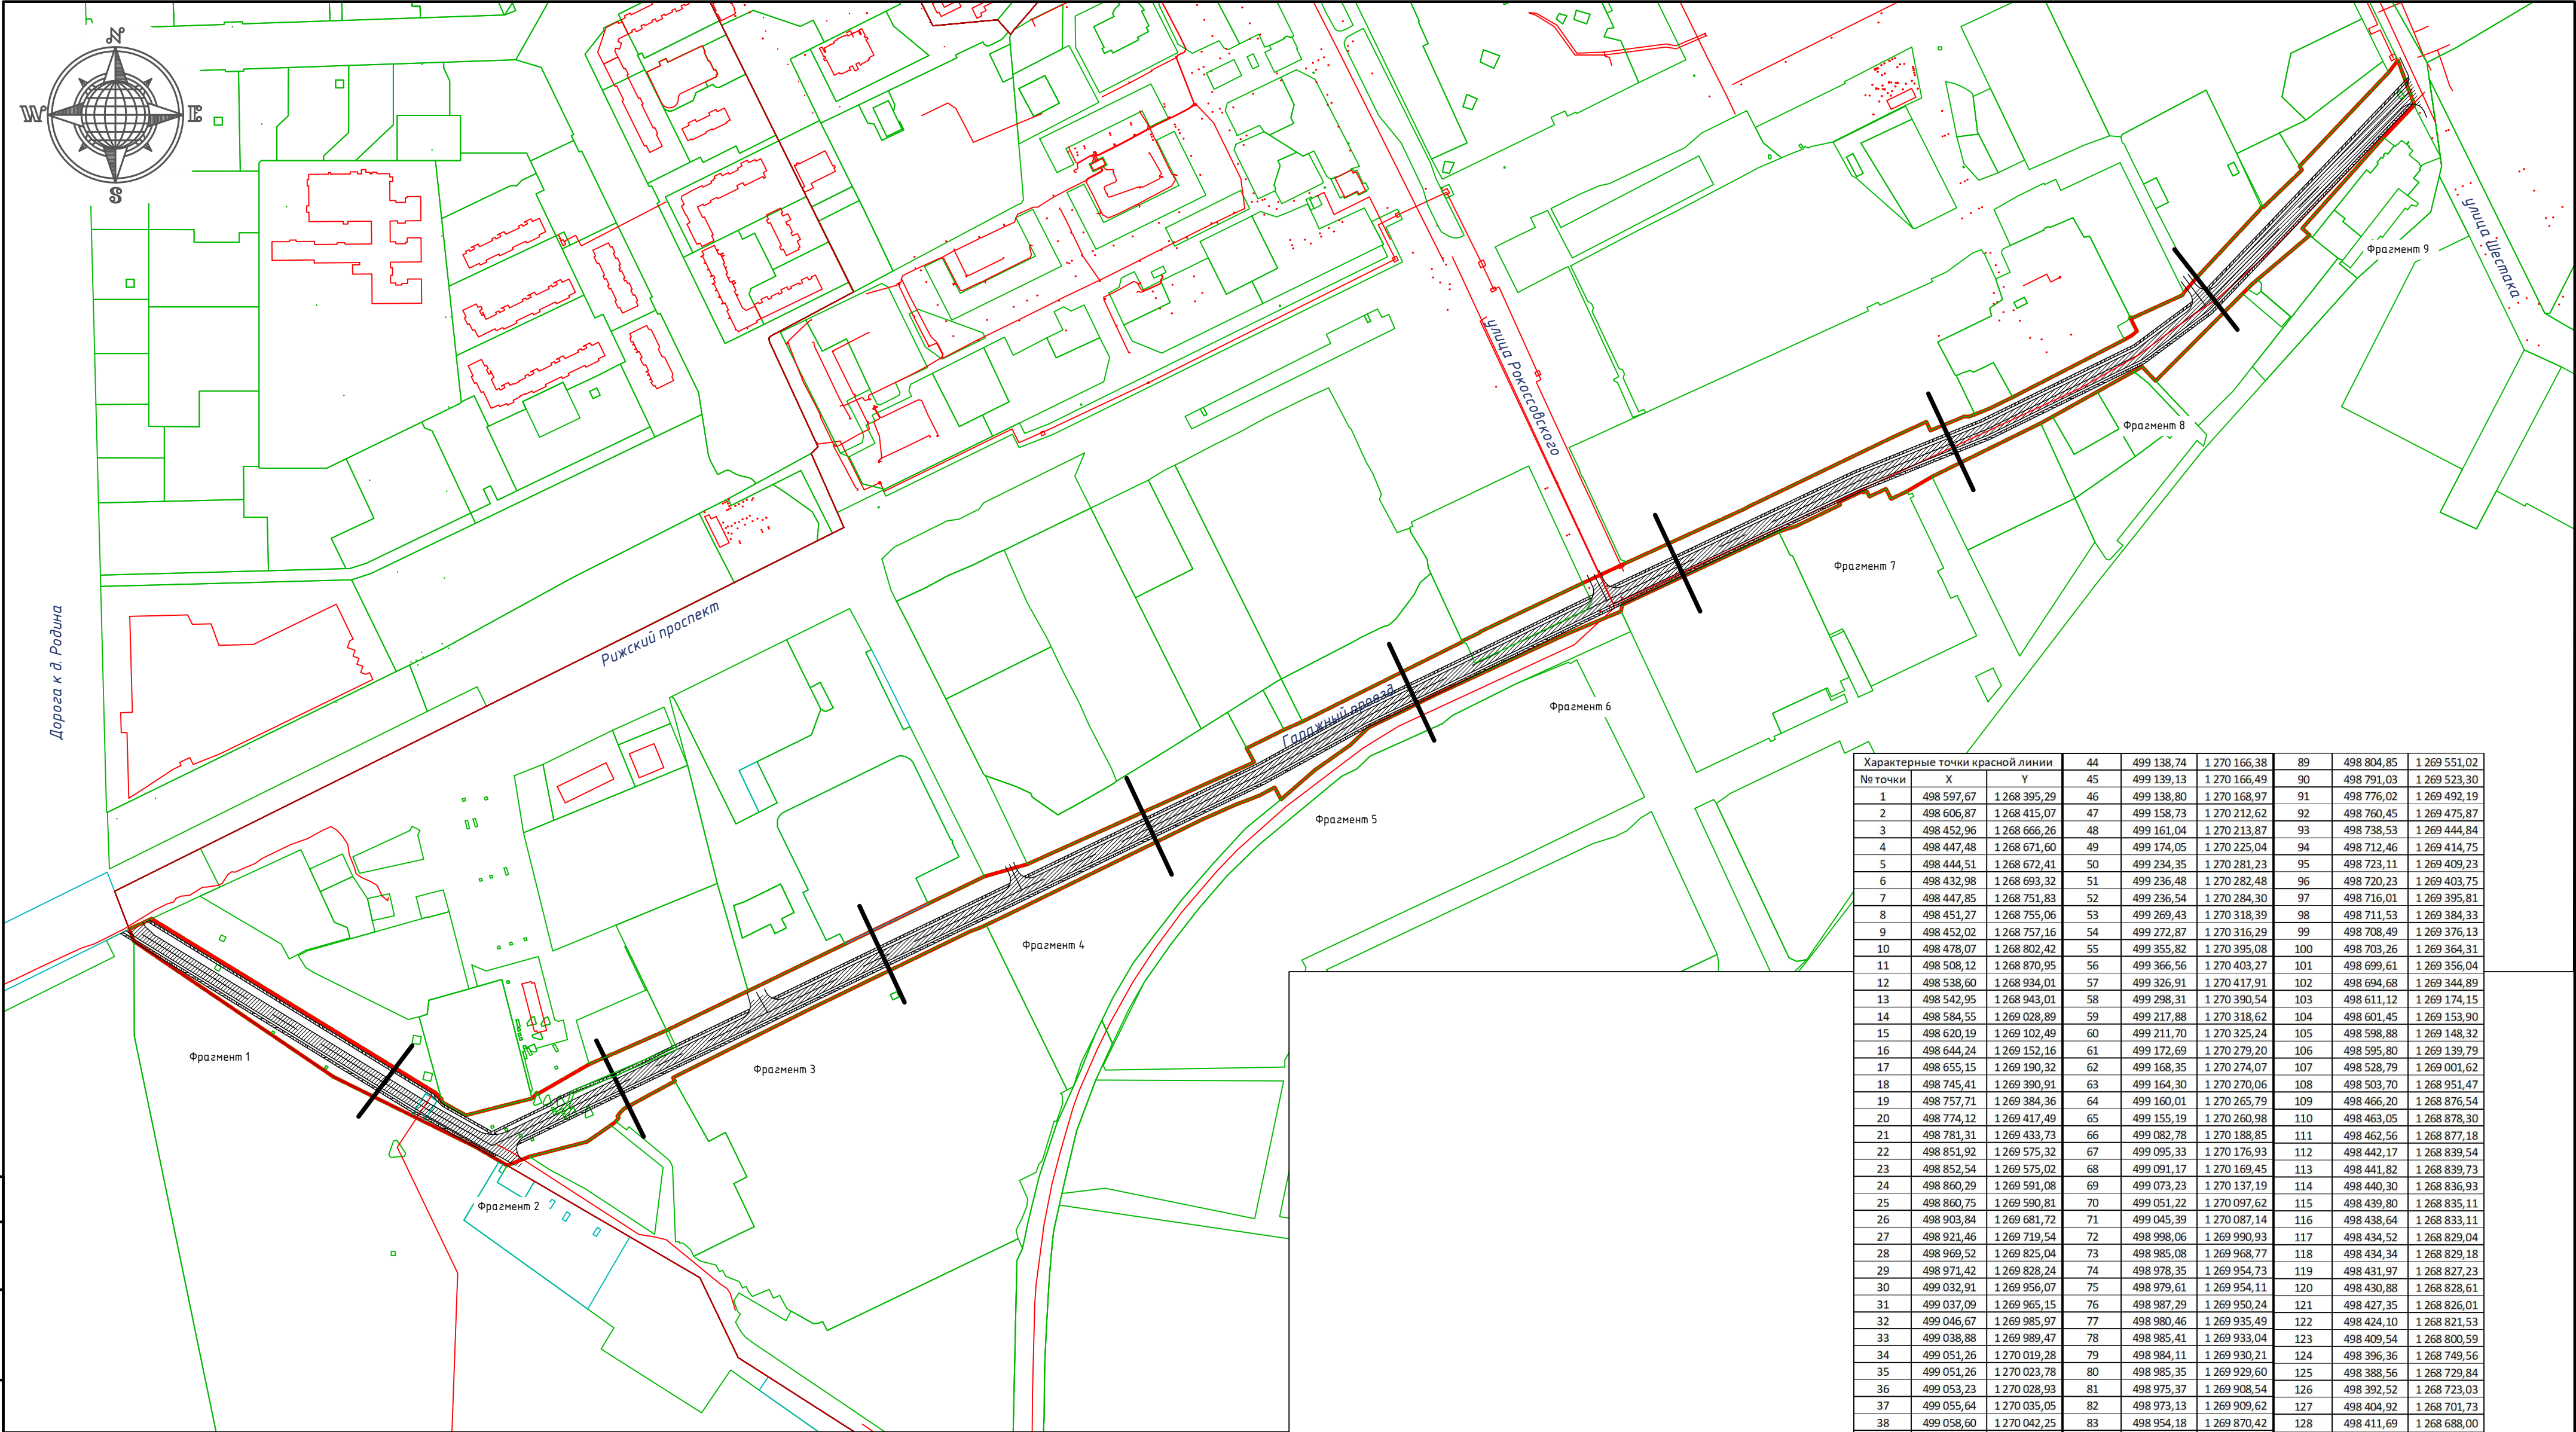 N
W
E
S
улица Шестака
Фрагмент 9
улица Рокоссовского
Фрагмент 8
Фрагмент 7
Дорога к д. Родина
Рижский проспект
Гаражный проезд
Фрагмент 6
Фрагмент 5
Фрагмент 4
Фрагмент 1
Фрагмент 3
Фрагмент 2
Характерные точки красной линии 44 499 138,74 1 270 166,38 89 498 804,85 1 269 551,02
№ точки X Y 45 499 139,13 1 270 166,49 90 498 791,03 1 269 523,30
1 498 597,67 1 268 395,29 46 499 138,80 1 270 168,97 91 498 776,02 1 269 492,19
2 498 606,87 1 268 415,07 47 499 158,73 1 270 212,62 92 498 760,45 1 269 475,87
3 498 452,96 1 268 666,26 48 499 161,04 1 270 213,87 93 498 738,53 1 269 444,84
4 498 447,48 1 268 671,60 49 499 174,05 1 270 225,04 94 498 712,46 1 269 414,75
5 498 444,51 1 268 672,41 50 499 234,35 1 270 281,23 95 498 723,11 1 269 409,23
6 498 432,98 1 268 693,32 51 499 236,48 1 270 282,48 96 498 720,23 1 269 403,75
7 498 447,85 1 268 751,83 52 499 236,54 1 270 284,30 97 498 716,01 1 269 395,81
8 498 451,27 1 268 755,06 53 499 269,43 1 270 318,39 98 498 711,53 1 269 384,33
9 498 452,02 1 268 757,16 54 499 272,87 1 270 316,29 99 498 708,49 1 269 376,13
10 498 478,07 1 268 802,42 55 499 355,82 1 270 395,08 100 498 703,26 1 269 364,31
11 498 508,12 1 268 870,95 56 499 366,56 1 270 403,27 101 498 699,61 1 269 356,04
12 498 538,60 1 268 934,01 57 499 326,91 1 270 417,91 102 498 694,68 1 269 344,89
13 498 542,95 1 268 943,01 58 499 298,31 1 270 390,54 103 498 611,12 1 269 174,15
14 498 584,55 1 269 028,89 59 499 217,88 1 270 318,62 104 498 601,45 1 269 153,90
15 498 620,19 1 269 102,49 60 499 211,70 1 270 325,24 105 498 598,88 1 269 148,32
16 498 644,24 1 269 152,16 61 499 172,69 1 270 279,20 106 498 595,80 1 269 139,79
17 498 655,15 1 269 190,32 62 499 168,35 1 270 274,07 107 498 528,79 1 269 001,62
18 498 745,41 1 269 390,91 63 499 164,30 1 270 270,06 108 498 503,70 1 268 951,47
19 498 757,71 1 269 384,36 64 499 160,01 1 270 265,79 109 498 466,20 1 268 876,54
20 498 774,12 1 269 417,49 65 499 155,19 1 270 260,98 110 498 463,05 1 268 878,30
21 498 781,31 1 269 433,73 66 499 082,78 1 270 188,85 111 498 462,56 1 268 877,18
22 498 851,92 1 269 575,32 67 499 095,33 1 270 176,93 112 498 442,17 1 268 839,54
23 498 852,54 1 269 575,02 68 499 091,17 1 270 169,45 113 498 441,82 1 268 839,73
24 498 860,29 1 269 591,08 69 499 073,23 1 270 137,19 114 498 440,30 1 268 836,93
25 498 860,75 1 269 590,81 70 499 051,22 1 270 097,62 115 498 439,80 1 268 835,11
26 498 903,84 1 269 681,72 71 499 045,39 1 270 087,14 116 498 438,64 1 268 833,11
27 498 921,46 1 269 719,54 72 498 998,06 1 269 990,93 117 498 434,52 1 268 829,04
28 498 969,52 1 269 825,04 73 498 985,08 1 269 968,77 118 498 434,34 1 268 829,18
29 498 971,42 1 269 828,24 74 498 978,35 1 269 954,73 119 498 431,97 1 268 827,23
30 499 032,91 1 269 956,07 75 498 979,61 1 269 954,11 120 498 430,88 1 268 828,61
31 499 037,09 1 269 965,15 76 498 987,29 1 269 950,24 121 498 427,35 1 268 826,01
32 499 046,67 1 269 985,97 77 498 980,46 1 269 935,49 122 498 424,10 1 268 821,53
33 499 038,88 1 269 989,47 78 498 985,41 1 269 933,04 123 498 409,54 1 268 800,59
34 499 051,26 1 270 019,28 79 498 984,11 1 269 930,21 124 498 396,36 1 268 749,56
35 499 051,26 1 270 023,78 80 498 985,35 1 269 929,60 125 498 388,56 1 268 729,84
36 499 053,23 1 270 028,93 81 498 975,37 1 269 908,54 126 498 392,52 1 268 723,03
37 499 055,64 1 270 035,05 82 498 973,13 1 269 909,62 127 498 404,92 1 268 701,73
38 499 058,60 1 270 042,25 83 498 954,18 1 269 870,42 128 498 411,69 1 268 688,00